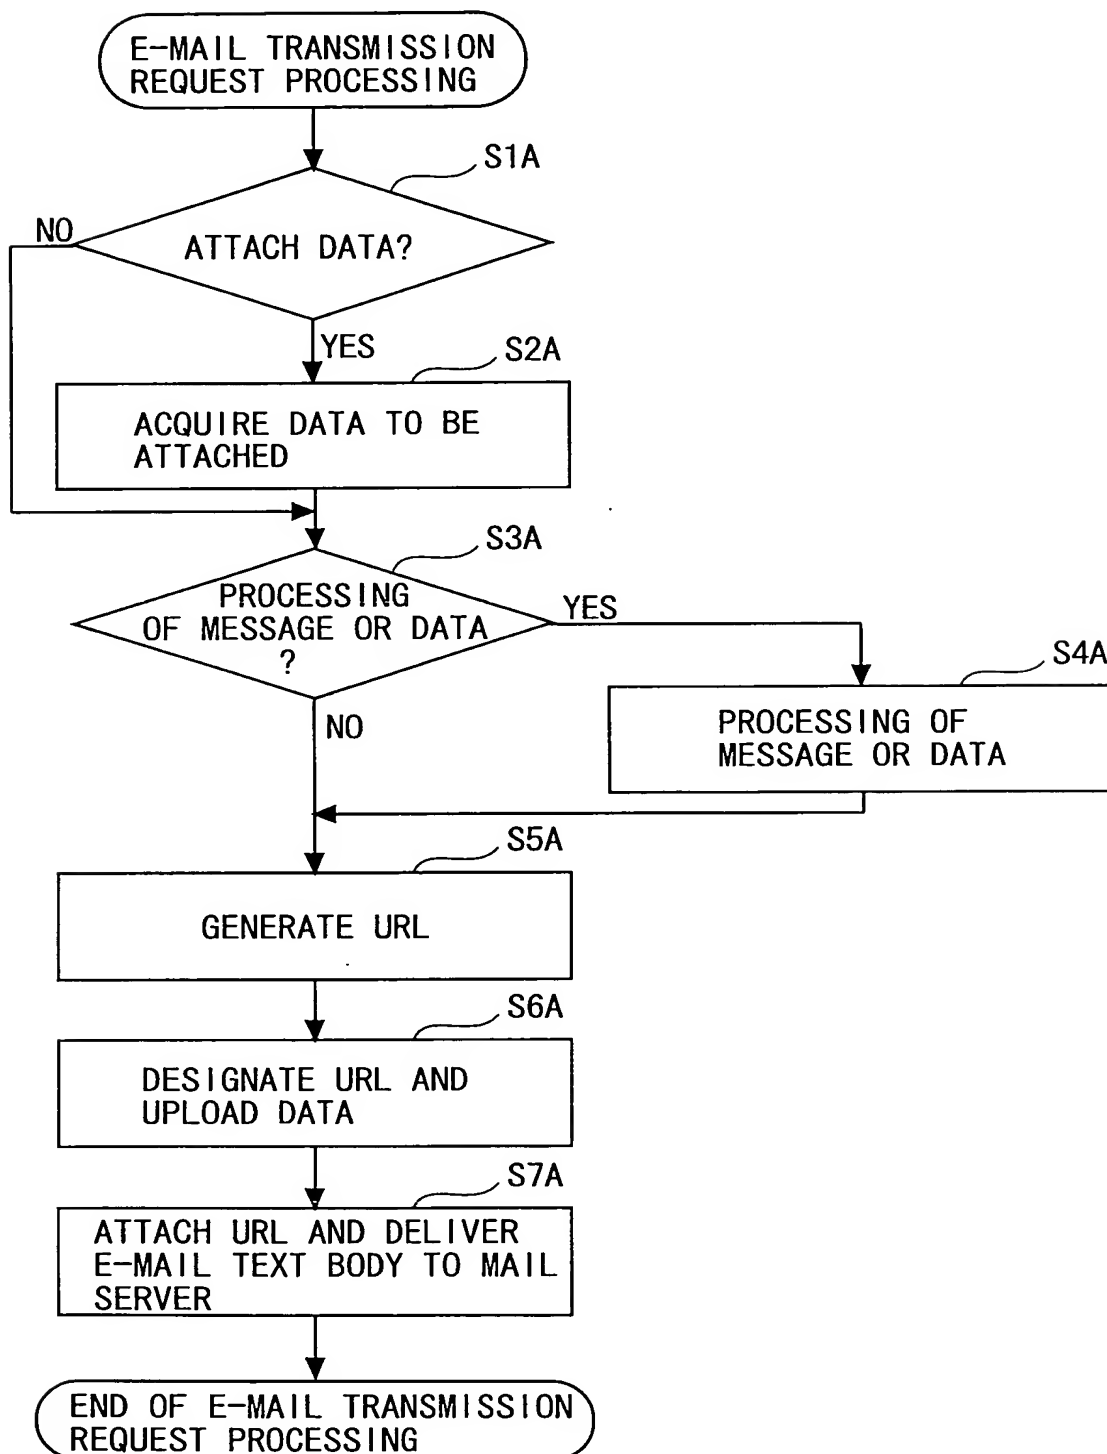 E-MAIL TRANSMISSION
REQUEST PROCESSING
S1A
NO
ATTACH DATA?
YES
S2A
ACQUIRE DATA TO BE
ATTACHED
S3A
PROCESSING
OF MESSAGE OR DATA
?
YES
S4A
NO
PROCESSING OF
MESSAGE OR DATA
S5A
GENERATE URL
S6A
DESIGNATE URL AND
UPLOAD DATA
S7A
ATTACH URL AND DELIVER
E-MAIL TEXT BODY TO MAIL
SERVER
END OF E-MAIL TRANSMISSION
REQUEST PROCESSING